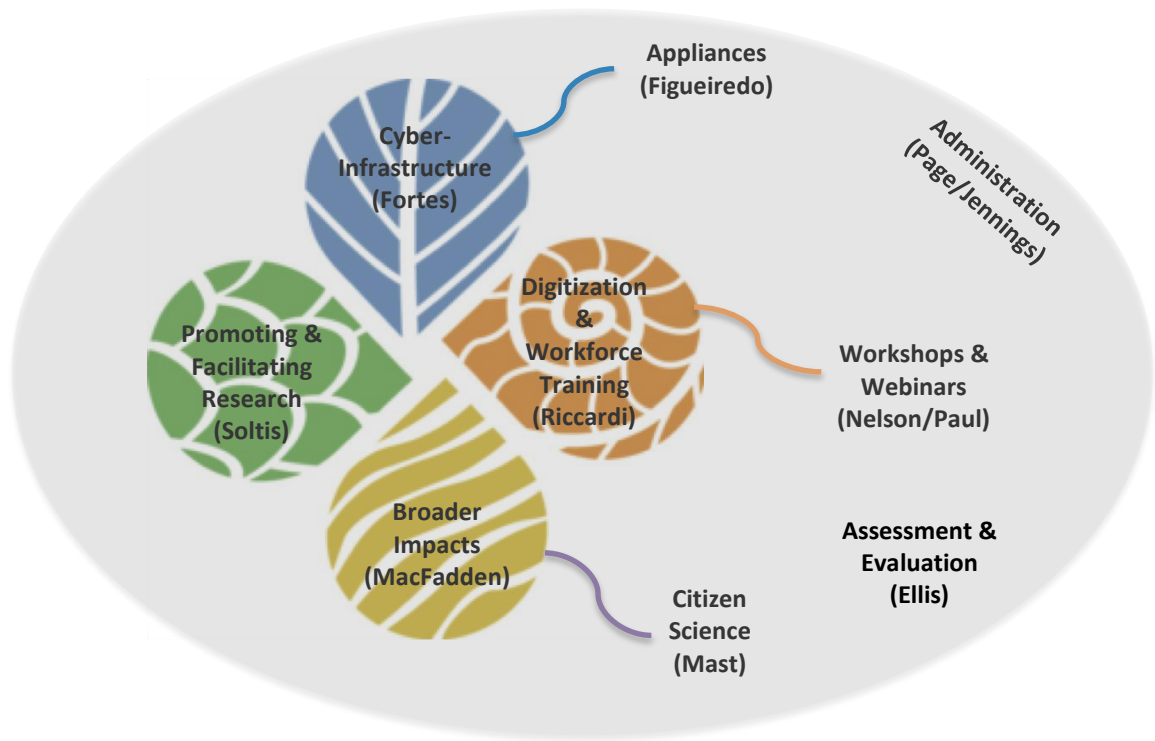 Appliances
(Figueiredo)
Administration
(Page/Jennings)
Cyber-
Infrastructure
(Fortes)
Digitization
&
Workforce
Training
(Riccardi)
Promoting &
Facilitating
Research
(Soltis)
Workshops &
Webinars
(Nelson/Paul)
Broader
Impacts
(MacFadden)
Assessment &
Evaluation
(Ellis)
Citizen
Science
(Mast)